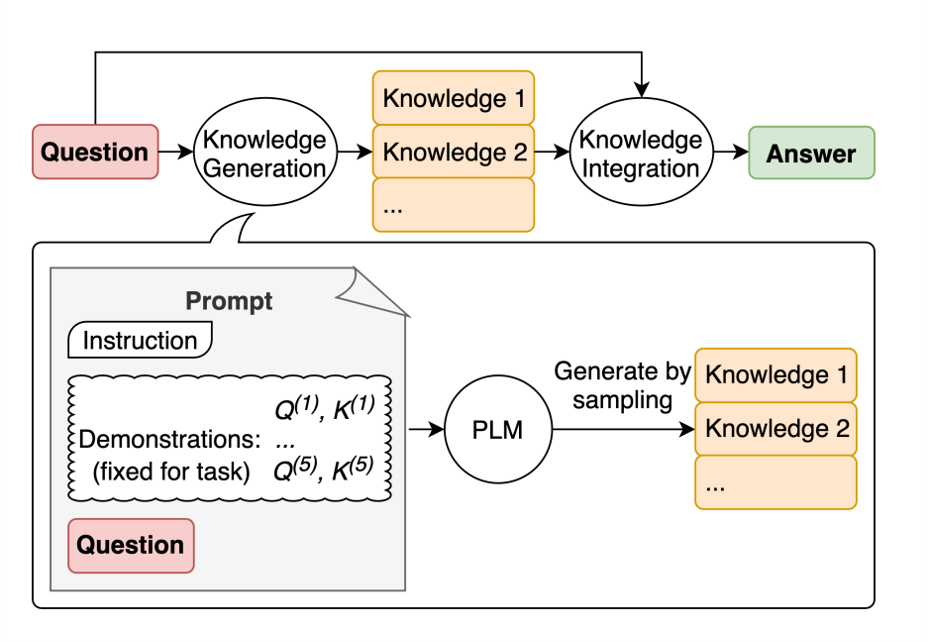 Question
Knowledge
Generation
Knowledge 1
Knowledge 2
...
Knowledge
Integration
Answer
Prompt
Instruction
Q(1), K(1)
Demonstrations: ...
(fixed for task) Q(5), K(5)
Question
PLM
Generate by
sampling
Knowledge 1
Knowledge 2
...